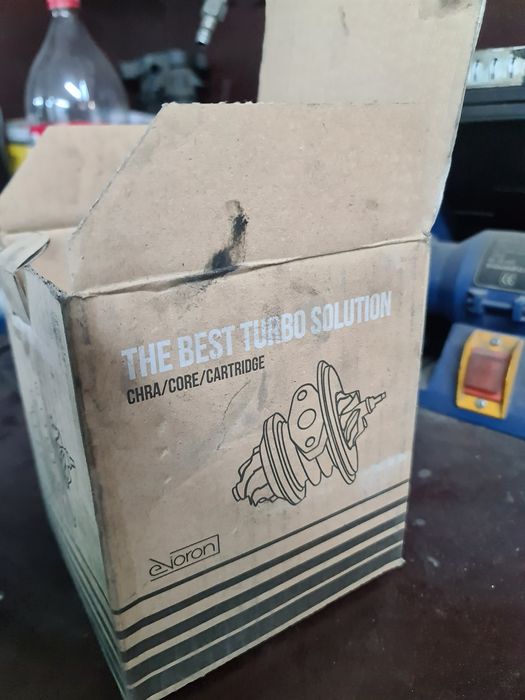 THE BEST TURBO SOLUTION
CHRA/CORE/CARTRIDGE
evoron